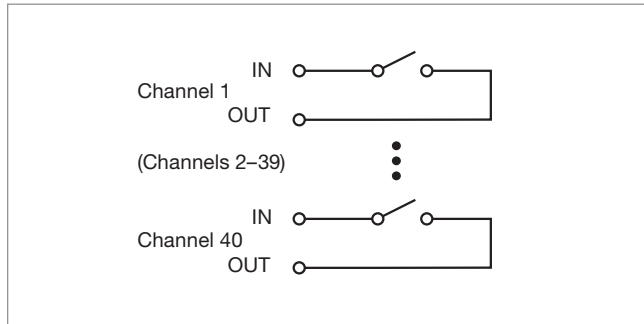 IN
Channel 1
OUT
(Channels 2–39)
IN
Channel 40
OUT